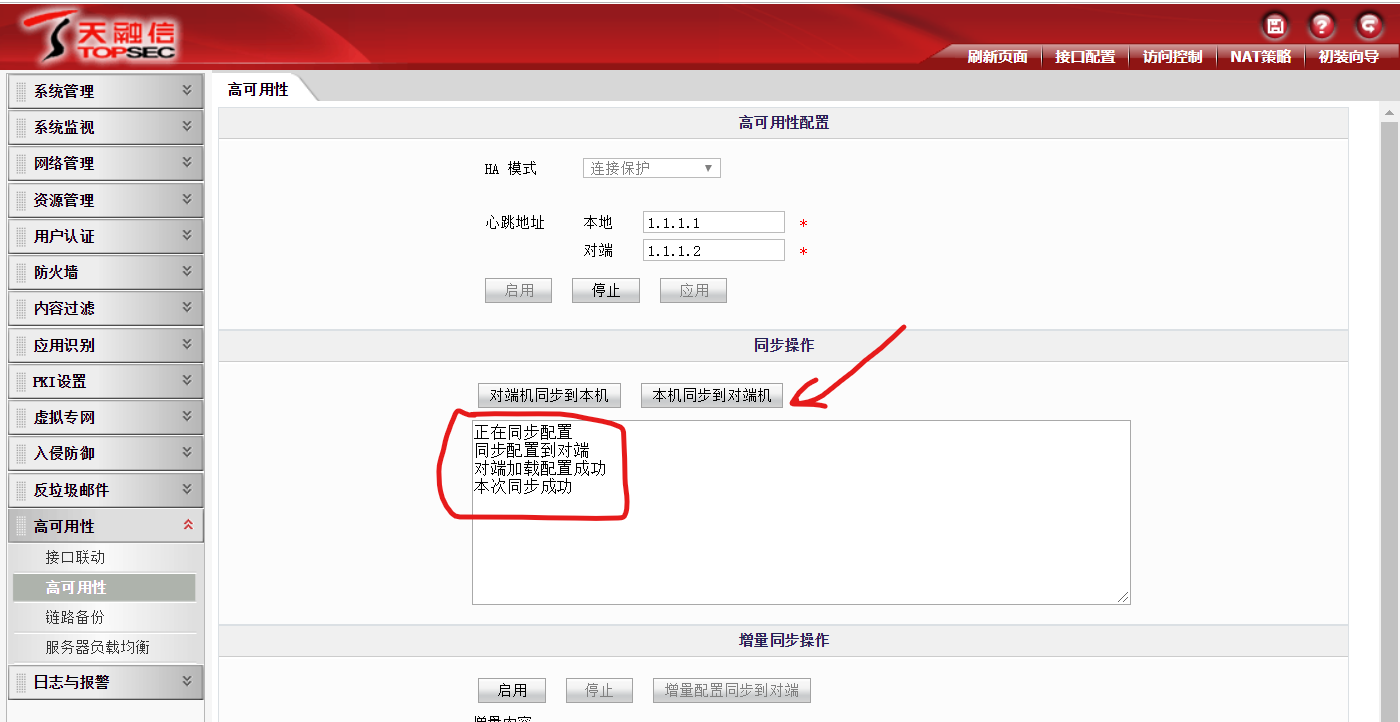 天融信
TOPSEC
刷新页面 接口配置 访问控制 NAT策略 初装向导
系统管理
系统监视
网络管理
资源管理
用户认证
防火墙
内容过滤
应用识别
PKI设置
虚拟专网
入侵防御
反垃圾邮件
高可用性
接口联动
高可用性
链路备份
服务器负载均衡
日志与报警
高可用性
高可用性配置
HA 模式 连接保护
心跳地址 本地 1.1.1.1 *
对端 1.1.1.2 *
启用 停止 应用
同步操作
对端机同步到本机 本机同步到对端机
正在同步配置
同步配置到对端
对端加载配置成功
本次同步成功
增量同步操作
启用 停止 增量配置同步到对端
增量内容